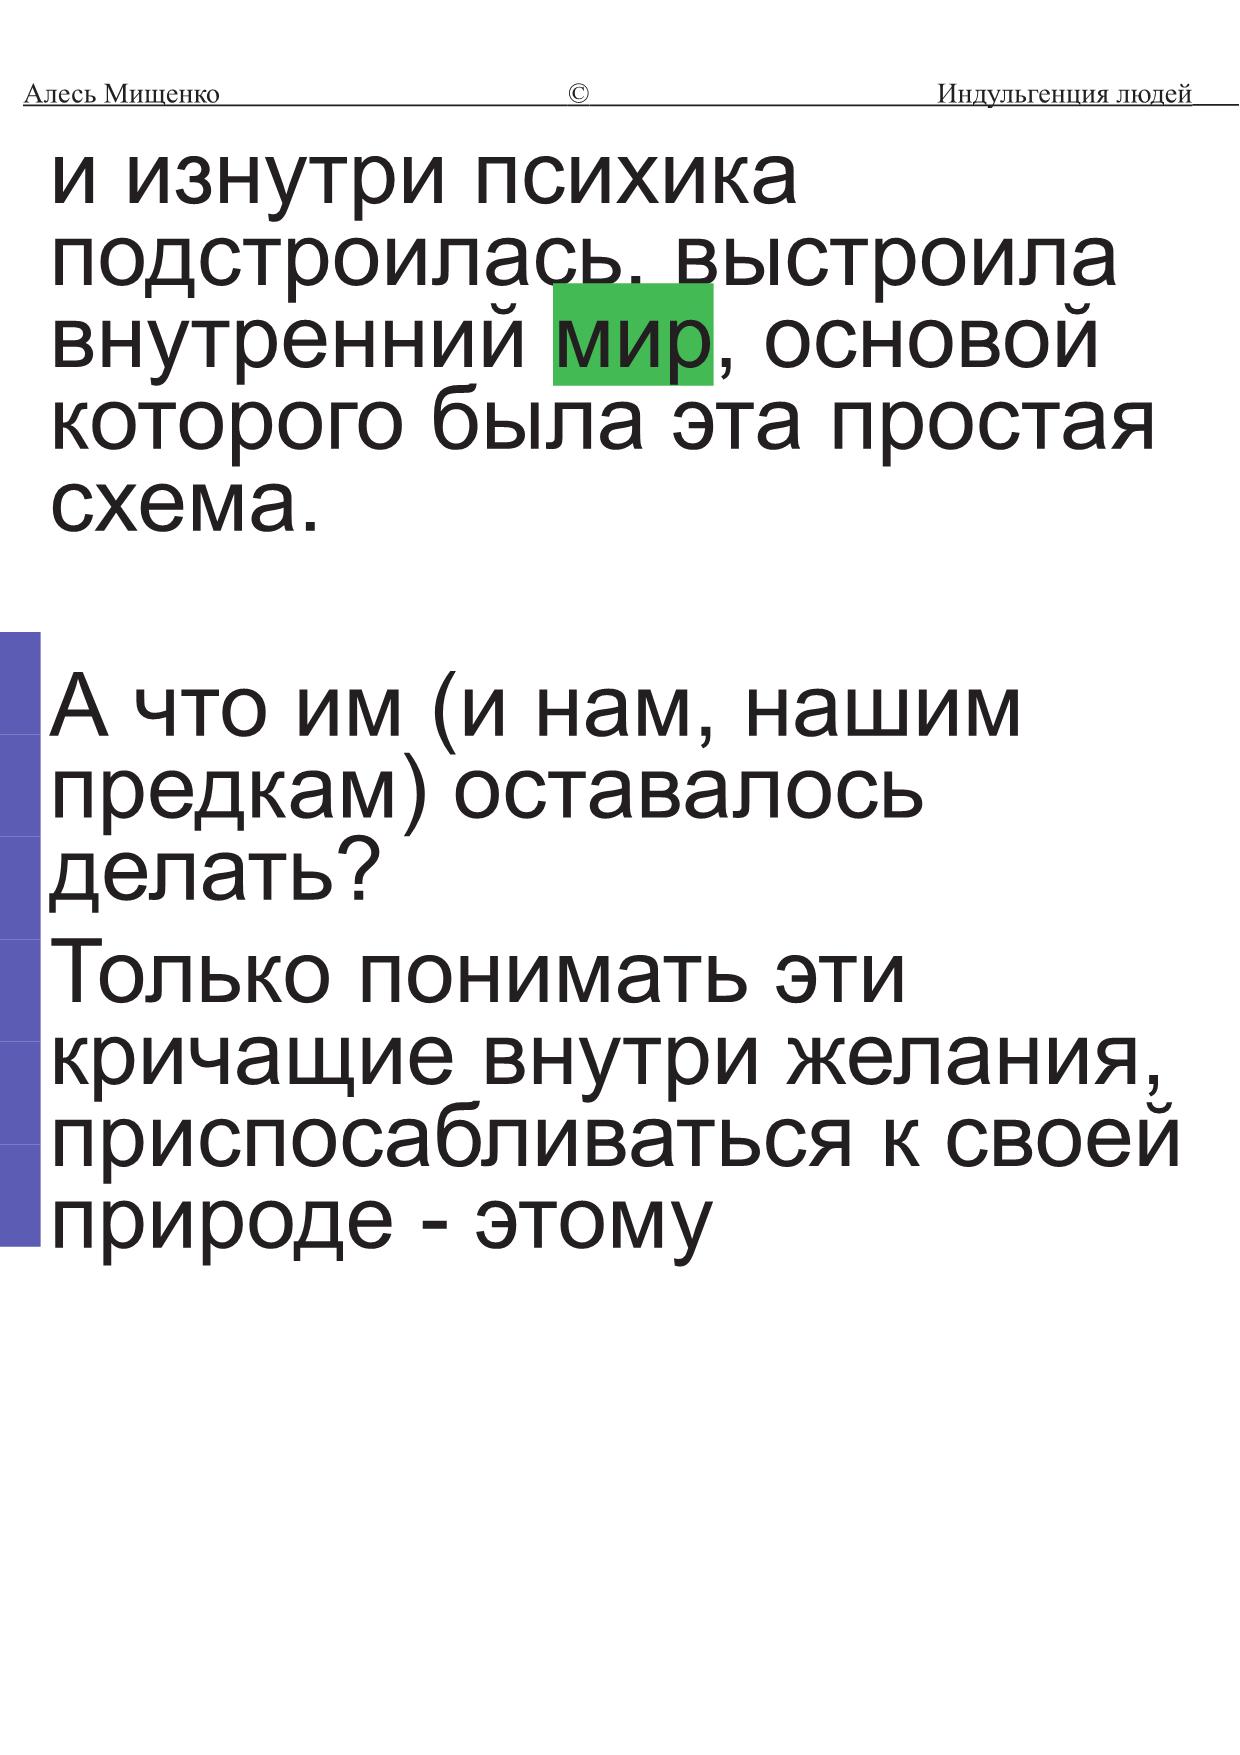 Алесь Мищенко © Индульгенция людей
и изнутри психика
подстроилась, выстроила
внутренний мир, основой
которого была эта простая
схема.
А что им (и нам, нашим
предкам) оставалось
делать?
Только понимать эти
кричащие внутри желания,
приспосабливаться к своей
природе - этому